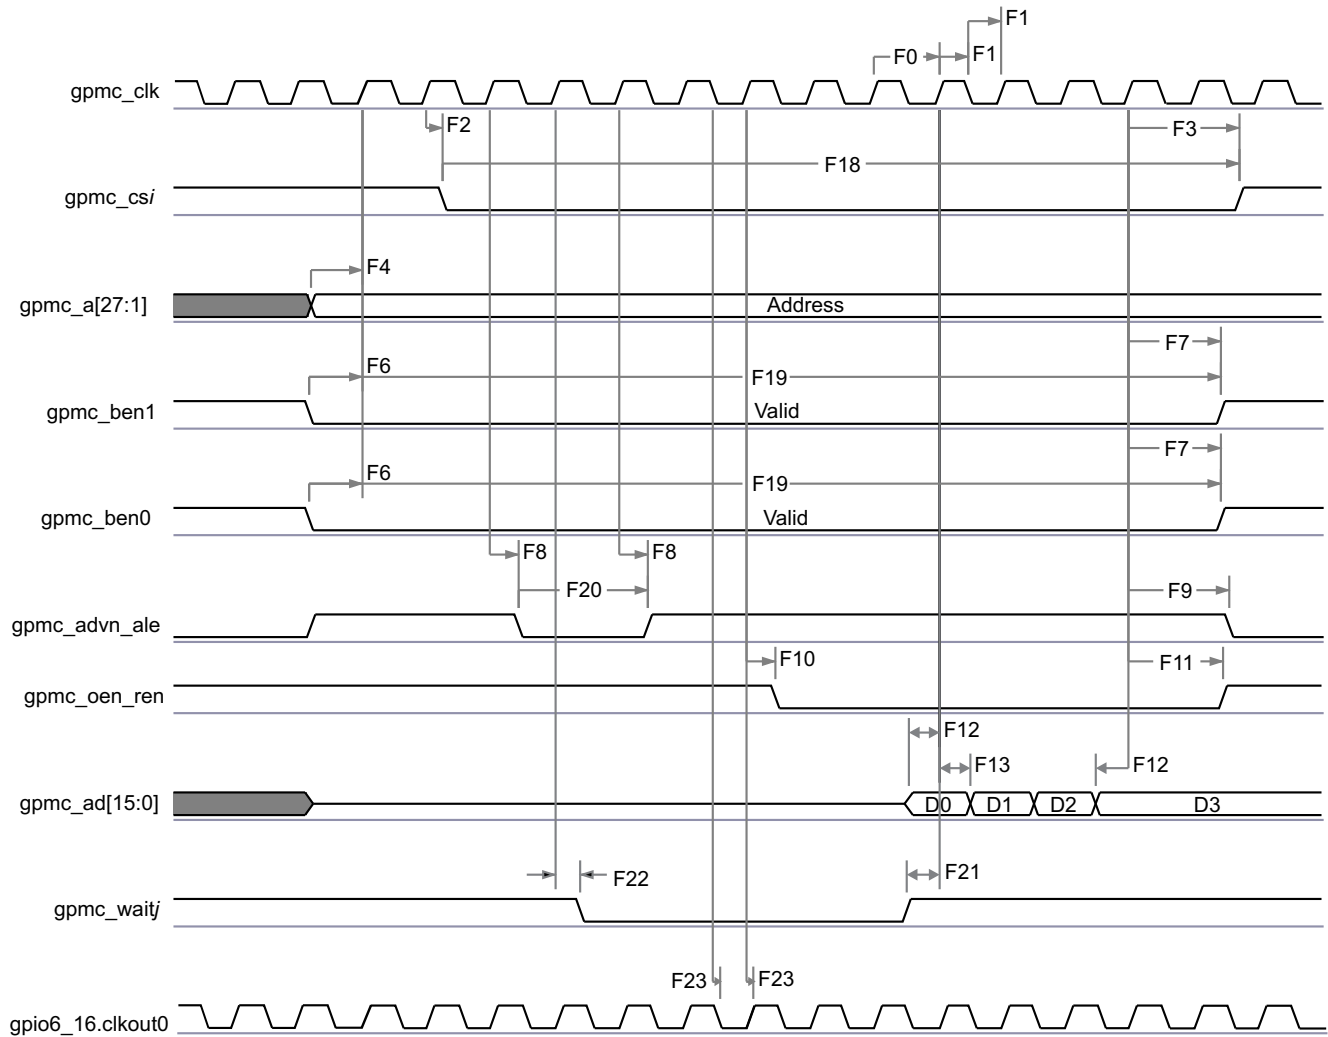 F1
F0
F1
gpmc_clk
F2
F3
F18
gpmc_csi
F4
gpmc_a[27:1]
Address
F7
F6
F19
gpmc_ben1
Valid
F7
F6
F19
gpmc_ben0
Valid
F8
F8
F20
F9
gpmc_advn_ale
F10
F11
gpmc_oen_ren
F12
F13
F12
gpmc_ad[15:0]
D0
D1
D2
D3
F22
F21
gpmc_waitj
F23
F23
gpio6_16.clkout0